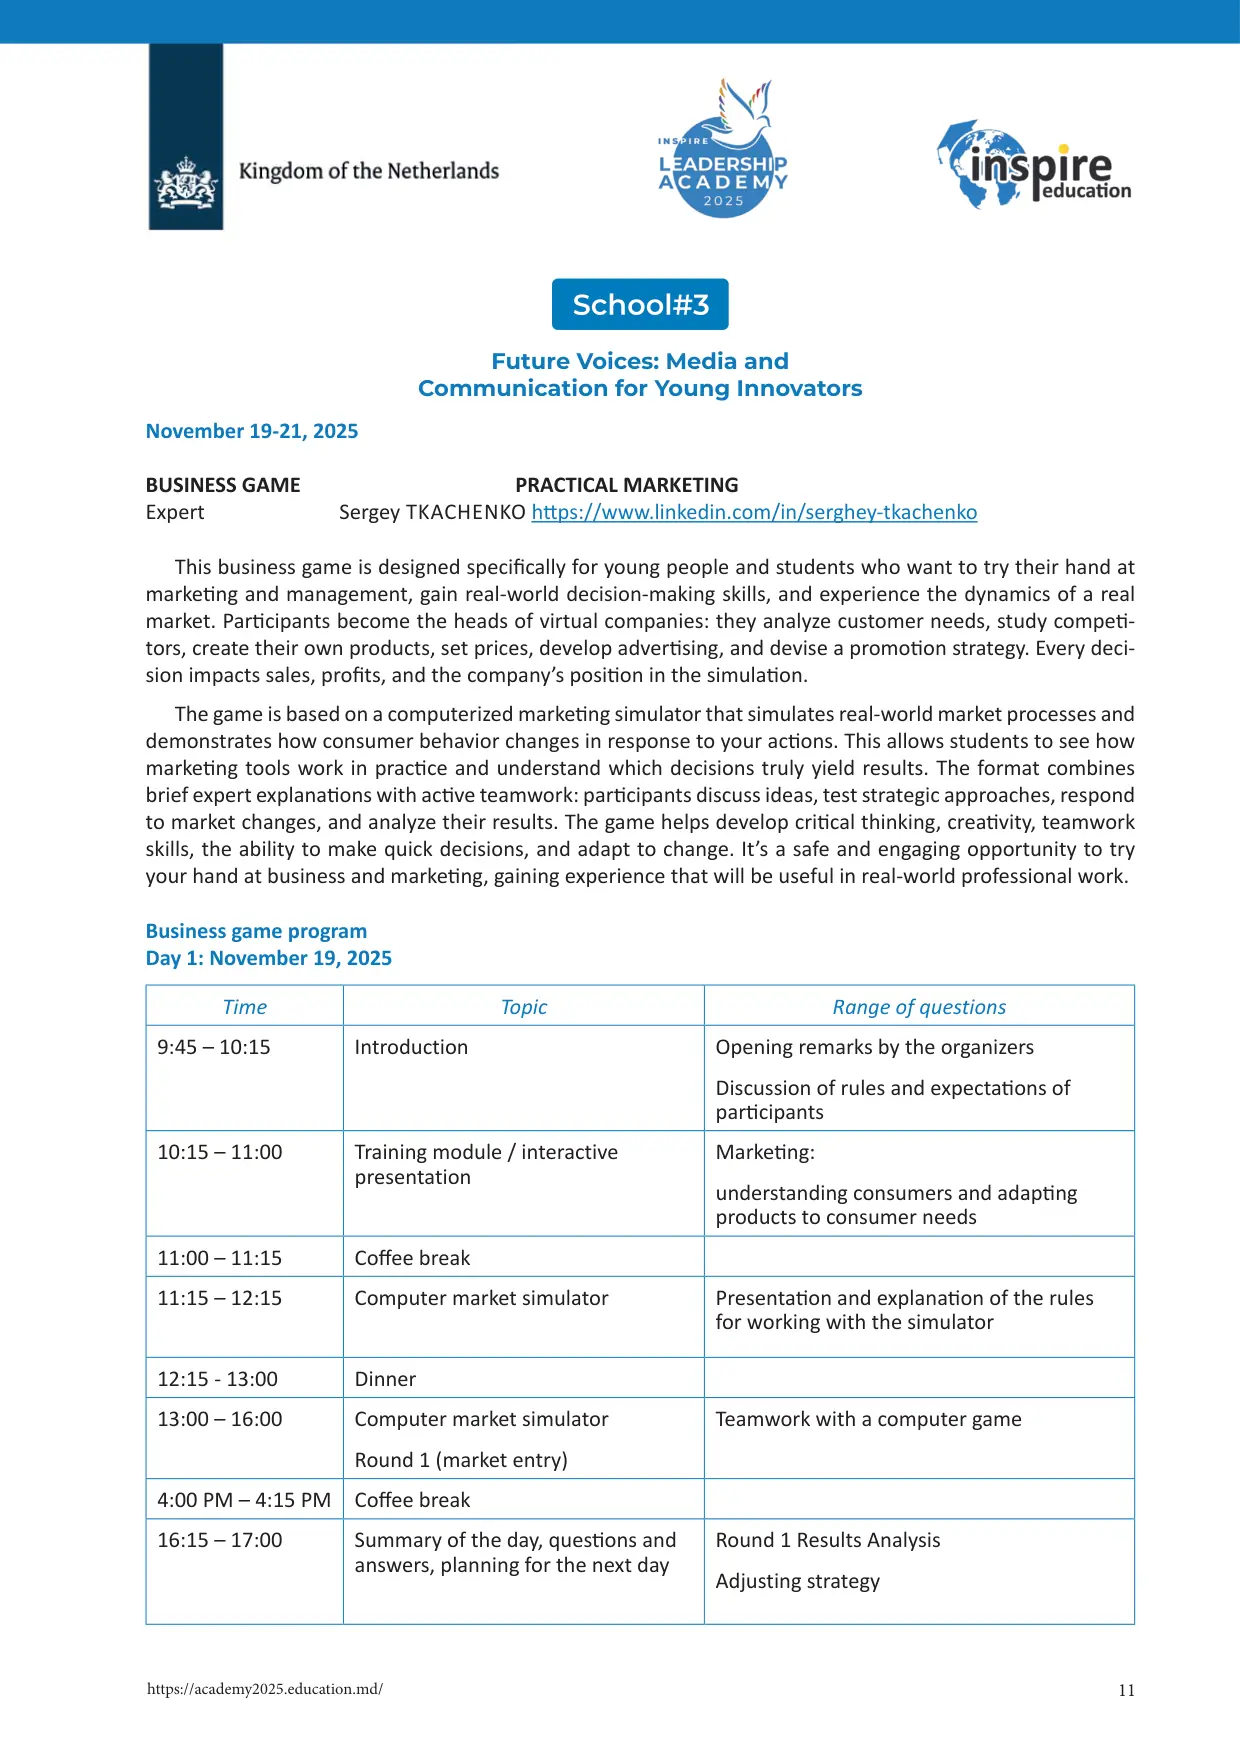 Kingdom of the Netherlands
INSPIRE
LEADERSHIP
ACADEMY
2025
inspire
education
School#3
Future Voices: Media and
Communication for Young Innovators
November 19-21, 2025
BUSINESS GAME PRACTICAL MARKETING
Expert Sergey TKACHENKO https://www.linkedin.com/in/serghey-tkachenko
This business game is designed specifically for young people and students who want to try their hand at
marketing and management, gain real-world decision-making skills, and experience the dynamics of a real
market. Participants become the heads of virtual companies: they analyze customer needs, study competi-
tors, create their own products, set prices, develop advertising, and devise a promotion strategy. Every deci-
sion impacts sales, profits, and the company’s position in the simulation.
The game is based on a computerized marketing simulator that simulates real-world market processes and
demonstrates how consumer behavior changes in response to your actions. This allows students to see how
marketing tools work in practice and understand which decisions truly yield results. The format combines
brief expert explanations with active teamwork: participants discuss ideas, test strategic approaches, respond
to market changes, and analyze their results. The game helps develop critical thinking, creativity, teamwork
skills, the ability to make quick decisions, and adapt to change. It’s a safe and engaging opportunity to try
your hand at business and marketing, gaining experience that will be useful in real-world professional work.
Business game program
Day 1: November 19, 2025
Time Topic Range of questions
9:45 – 10:15 Introduction Opening remarks by the organizers
Discussion of rules and expectations of
participants
10:15 – 11:00 Training module / interactive Marketing:
presentation
understanding consumers and adapting
products to consumer needs
11:00 – 11:15 Coffee break
11:15 – 12:15 Computer market simulator Presentation and explanation of the rules
for working with the simulator
12:15 - 13:00 Dinner
13:00 – 16:00 Computer market simulator Teamwork with a computer game
Round 1 (market entry)
4:00 PM – 4:15 PM Coffee break
16:15 – 17:00 Summary of the day, questions and Round 1 Results Analysis
answers, planning for the next day
Adjusting strategy
https://academy2025.education.md/ 11